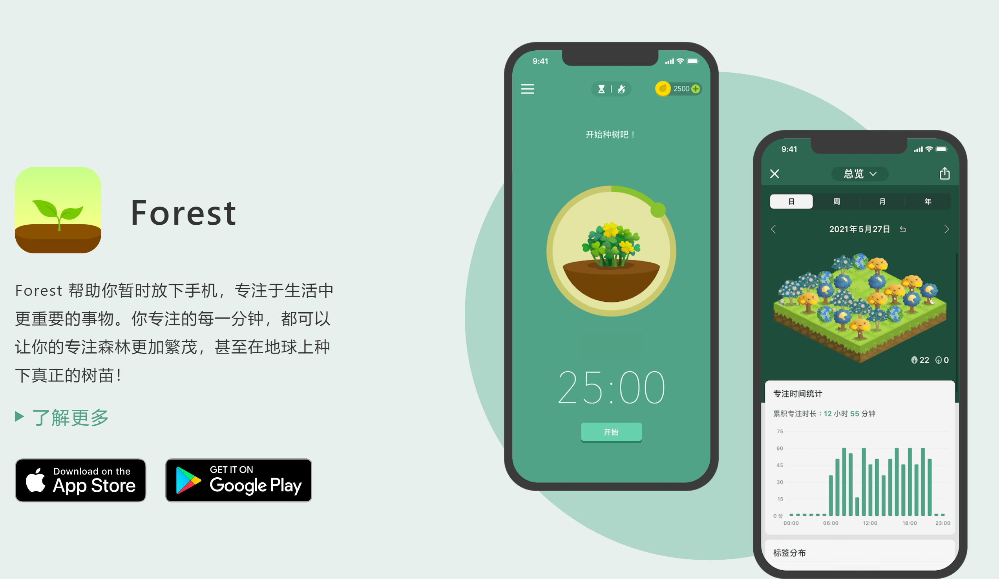 Forest
Forest 帮助你暂时放下手机，专注于生活中
更重要的事物。你专注的每一分钟，都可以
让你的专注森林更加繁茂，甚至在地球上种
下真正的树苗！
了解更多
Download on the
App Store
GET IT ON
Google Play
9:41
2500
开始种树吧！
25:00
开始
9:41
总览
日 周 月 年
2021年5月27日
22 0
专注时间统计
累积专注时长：12 小时 55 分钟
75
60
45
30
15
0 分
00:00 06:00 12:00 18:00 23:00
标签分布